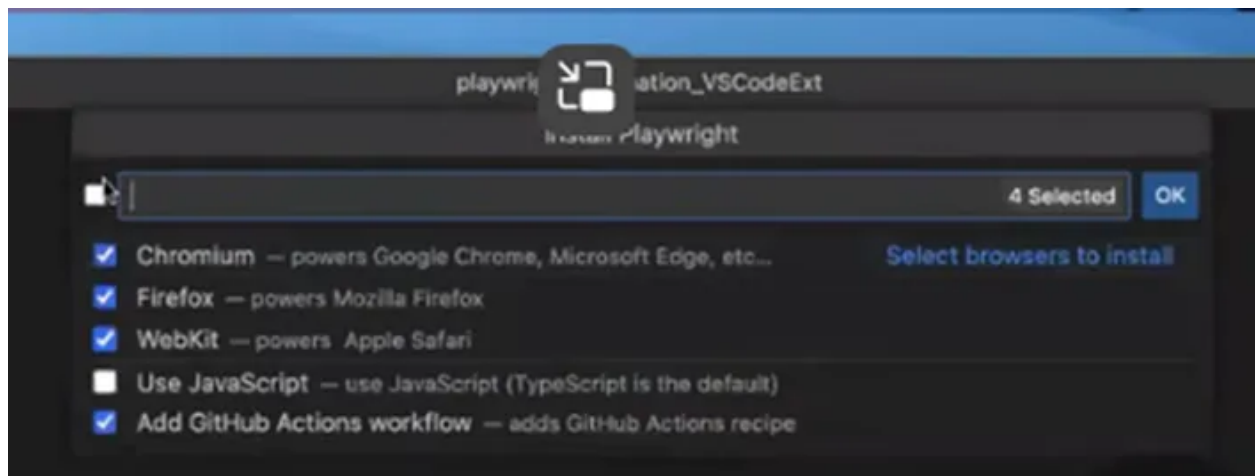 ation_VSCodeExt
Install Playwright
4 Selected OK
Chromium — powers Google Chrome, Microsoft Edge, etc... Select browsers to install
Firefox — powers Mozilla Firefox
WebKit — powers Apple Safari
Use JavaScript — use JavaScript (TypeScript is the default)
Add GitHub Actions workflow — adds GitHub Actions recipe